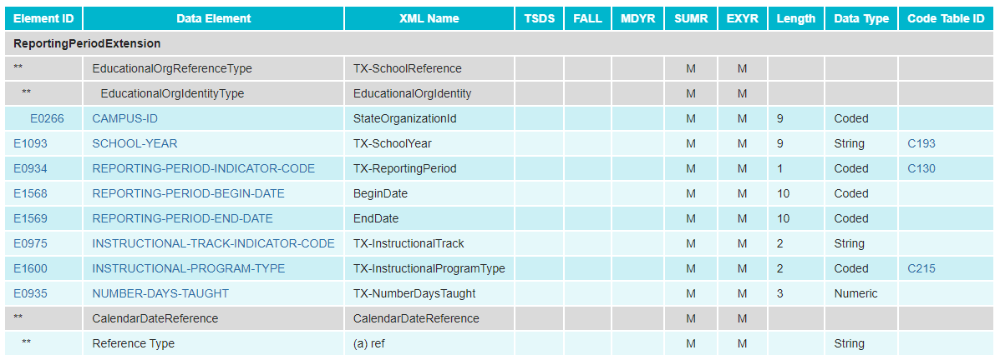 Element ID Data Element XML Name TSDS FALL MDYR SUMR EXYR Length Data Type Code Table ID
ReportingPeriodExtension
** EducationalOrgReferenceType TX-SchoolReference M M
** EducationalOrgIdentityType EducationalOrgIdentity M M
E0266 CAMPUS-ID StateOrganizationId M M 9 Coded
E1093 SCHOOL-YEAR TX-SchoolYear M M 9 String C193
E0934 REPORTING-PERIOD-INDICATOR-CODE TX-ReportingPeriod M M 1 Coded C130
E1568 REPORTING-PERIOD-BEGIN-DATE BeginDate M M 10 Coded
E1569 REPORTING-PERIOD-END-DATE EndDate M M 10 Coded
E0975 INSTRUCTIONAL-TRACK-INDICATOR-CODE TX-InstructionalTrack M M 2 String
E1600 INSTRUCTIONAL-PROGRAM-TYPE TX-InstructionalProgramType M M 2 Coded C215
E0935 NUMBER-DAYS-TAUGHT TX-NumberDaysTaught M M 3 Numeric
** CalendarDateReference CalendarDateReference M M
** Reference Type (a) ref M M String